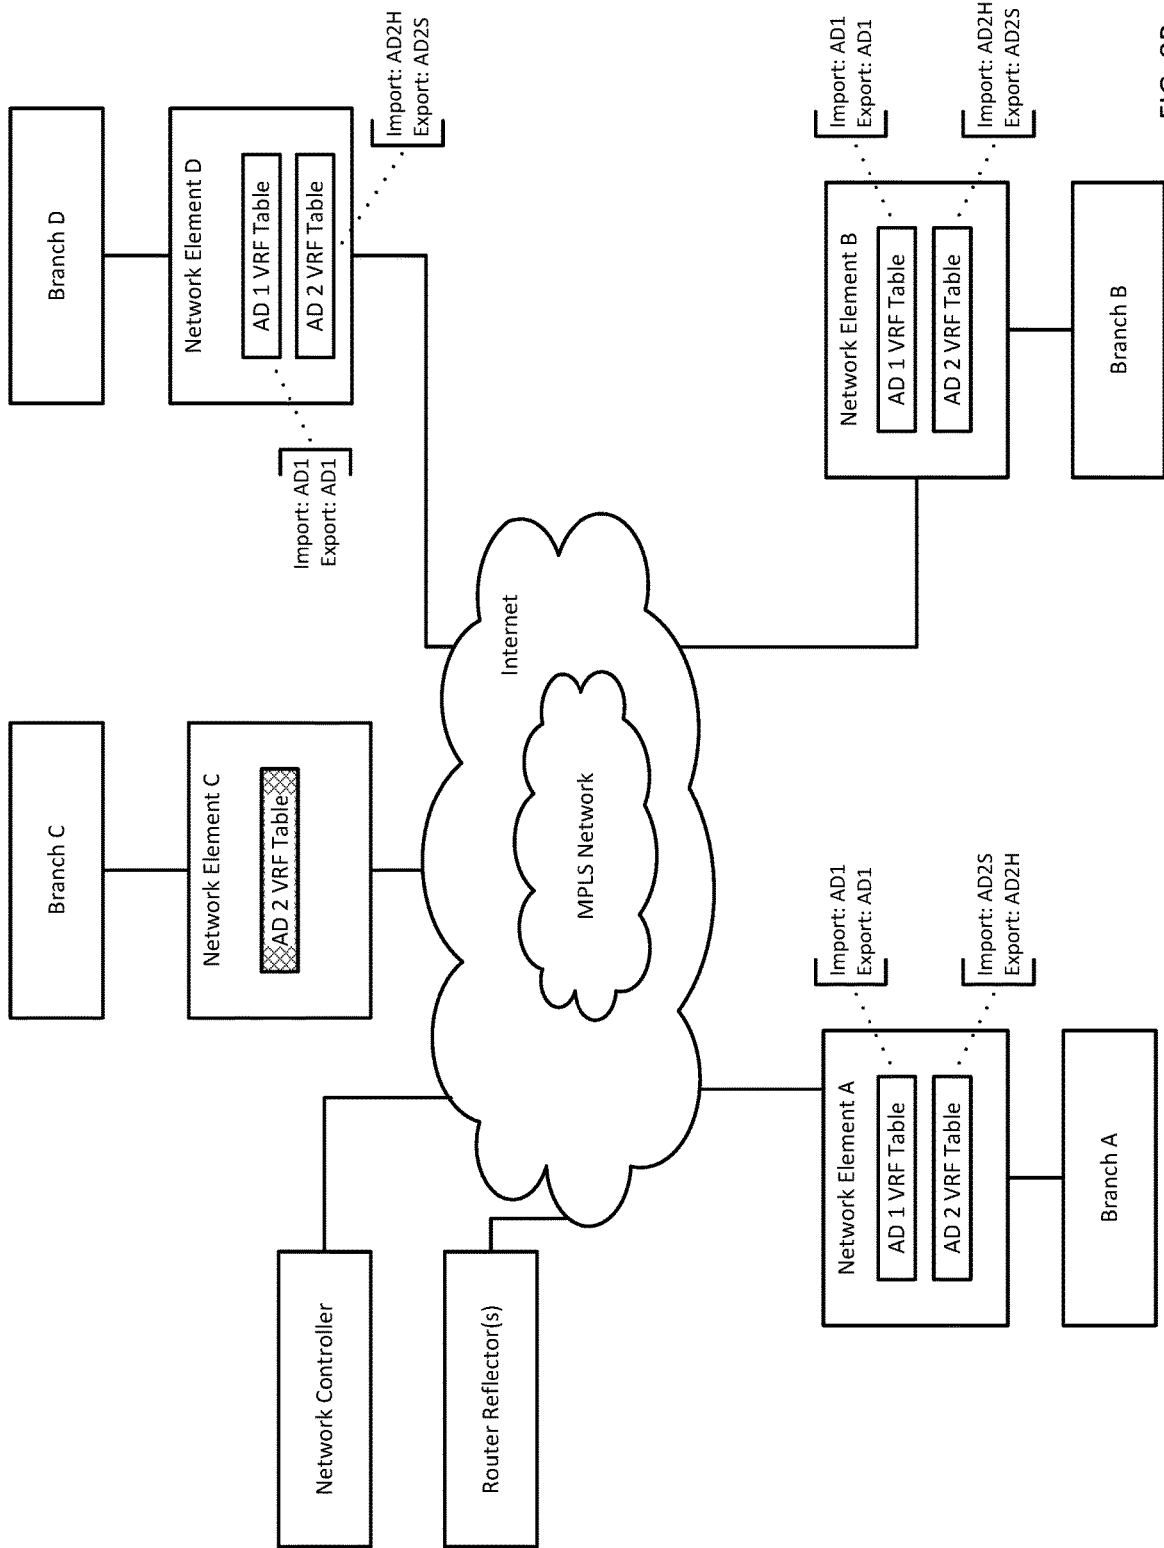 Branch C
Branch D
Network Element C
AD 2 VRF Table
Network Element D
AD 1 VRF Table
AD 2 VRF Table
Import: AD1
Export: AD1
Import: AD2H
Export: AD2S
Network Controller
Router Reflector(s)
Internet
MPLS Network
Network Element A
AD 1 VRF Table
AD 2 VRF Table
Import: AD1
Export: AD1
Import: AD2S
Export: AD2H
Branch A
Network Element B
AD 1 VRF Table
AD 2 VRF Table
Import: AD1
Export: AD1
Import: AD2H
Export: AD2S
Branch B